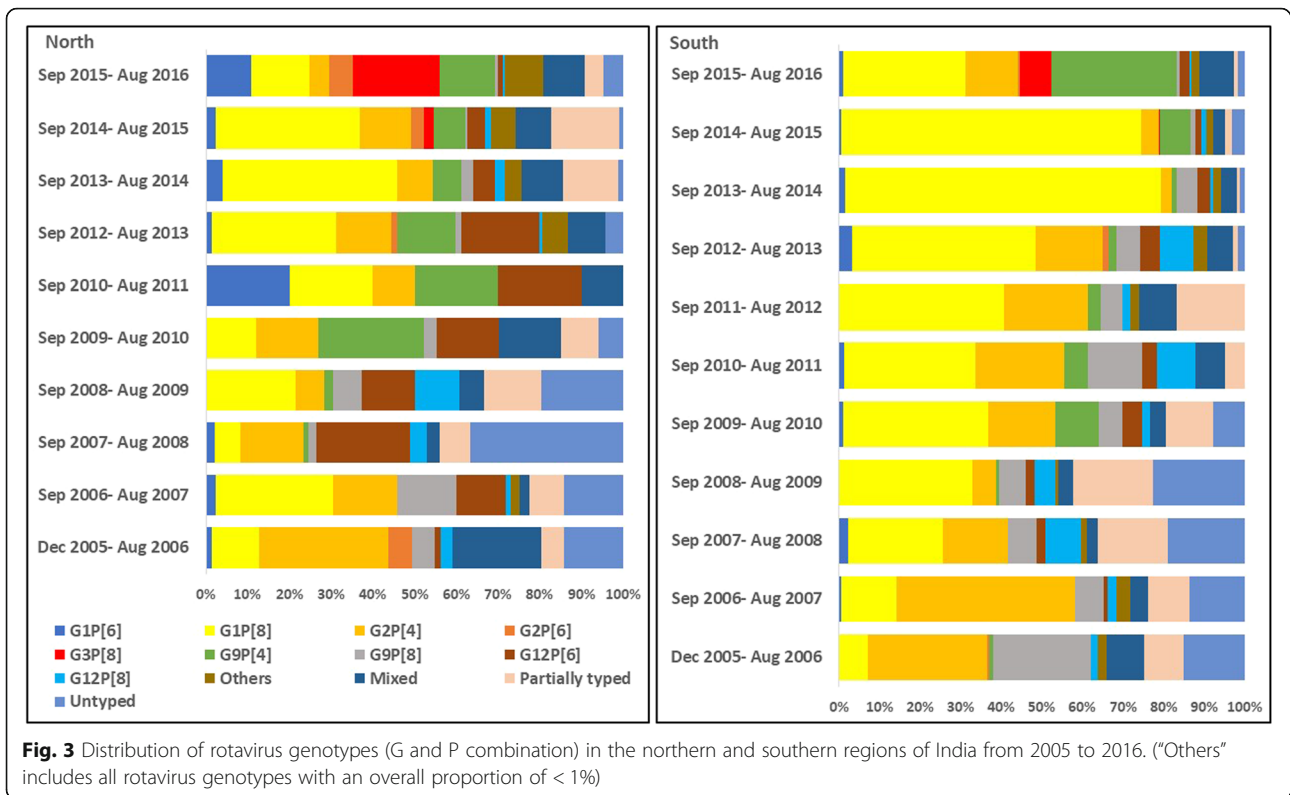 North
Sep 2015- Aug 2016
Sep 2014- Aug 2015
Sep 2013- Aug 2014
Sep 2012- Aug 2013
Sep 2010- Aug 2011
Sep 2009- Aug 2010
Sep 2008- Aug 2009
Sep 2007- Aug 2008
Sep 2006- Aug 2007
Dec 2005- Aug 2006
0% 10% 20% 30% 40% 50% 60% 70% 80% 90% 100%
G1P[6] G1P[8] G2P[4] G2P[6]
G3P[8] G9P[4] G9P[8] G12P[6]
G12P[8] Others Mixed Partially typed
Untyped
South
Sep 2015- Aug 2016
Sep 2014- Aug 2015
Sep 2013- Aug 2014
Sep 2012- Aug 2013
Sep 2011- Aug 2012
Sep 2010- Aug 2011
Sep 2009- Aug 2010
Sep 2008- Aug 2009
Sep 2007- Aug 2008
Sep 2006- Aug 2007
Dec 2005- Aug 2006
0% 10% 20% 30% 40% 50% 60% 70% 80% 90% 100%
Fig. 3 Distribution of rotavirus genotypes (G and P combination) in the northern and southern regions of India from 2005 to 2016. (“Others”
includes all rotavirus genotypes with an overall proportion of < 1%)